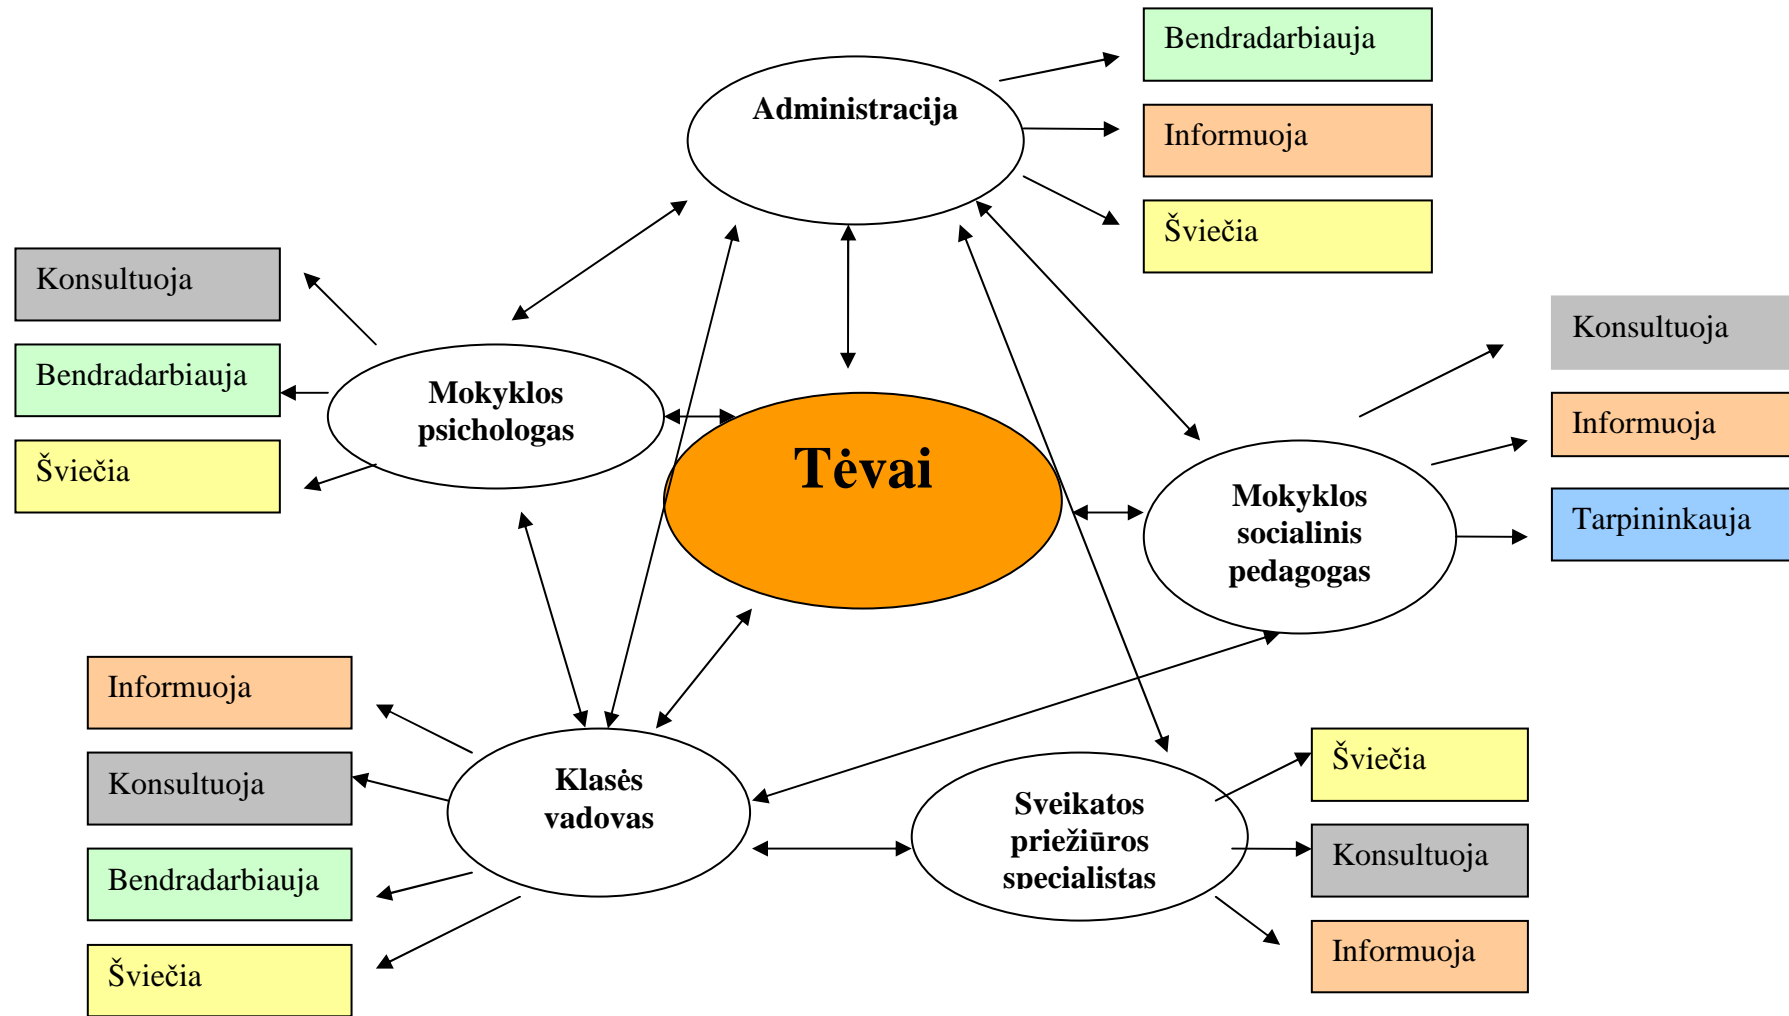 Administracija
Bendradarbiauja
Informuoja
Šviečia
Konsultuoja
Bendradarbiauja
Šviečia
Mokyklos
psichologas
Tėvai
Mokyklos
socialinis
pedagogas
Konsultuoja
Informuoja
Tarpininkauja
Informuoja
Konsultuoja
Bendradarbiauja
Šviečia
Klasės
vadovas
Sveikatos
priežiūros
specialistas
Šviečia
Konsultuoja
Informuoja